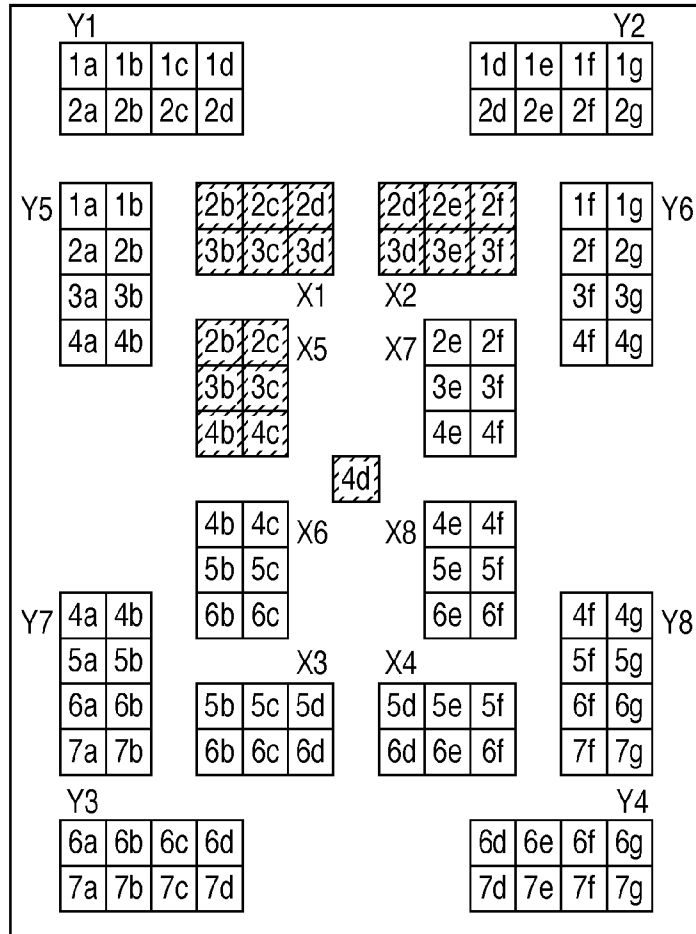 Y1 Y2
1a 1b 1c 1d 1d 1e 1f 1g
2a 2b 2c 2d 2d 2e 2f 2g
Y5 1a 1b 2b 2c 2d 2d 2e 2f 1f 1g Y6
2a 2b 3b 3c 3d 3d 3e 3f 2f 2g
3a 3b X1 X2 3f 3g
4a 4b 2b 2c X5 X7 2e 2f 4f 4g
3b 3c 3e 3f
4b 4c 4e 4f
4d
4b 4c X6 X8 4e 4f
5b 5c 5e 5f
Y7 4a 4b 6b 6c 6e 6f 4f 4g Y8
5a 5b X3 X4 5f 5g
6a 6b 5b 5c 5d 5d 5e 5f 6f 6g
7a 7b 6b 6c 6d 6d 6e 6f 7f 7g
Y3 Y4
6a 6b 6c 6d 6d 6e 6f 6g
7a 7b 7c 7d 7d 7e 7f 7g